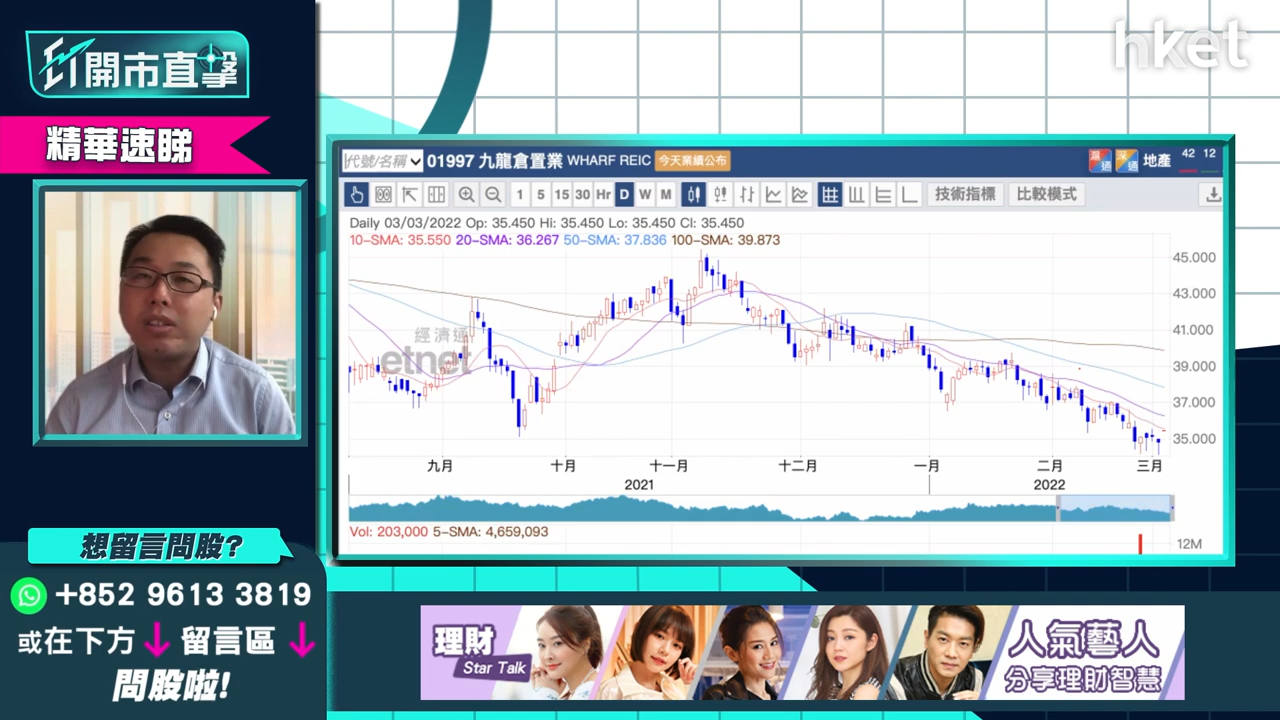 ET開市直擊
hket
精華速睇
代號/名稱 01997 九龍倉置業 WHARF REIC 今天業績公布 滬通 深通 地產 42 12
1 5 15 30 Hr D W M 技術指標 比較模式
Daily 03/03/2022 Op: 35.450 Hi: 35.450 Lo: 35.450 Cl: 35.450
10-SMA: 35.550 20-SMA: 36.267 50-SMA: 37.836 100-SMA: 39.873
45.000
43.000
41.000
39.000
37.000
35.000
經濟通
etnet
九月 十月 十一月 十二月 一月 二月 三月
2021 2022
Vol: 203,000 5-SMA: 4,659,093
12M
想留言問股?
+852 9613 3819
或在下方 留言區
問股啦!
理財
Star Talk
人氣藝人
分享理財智慧